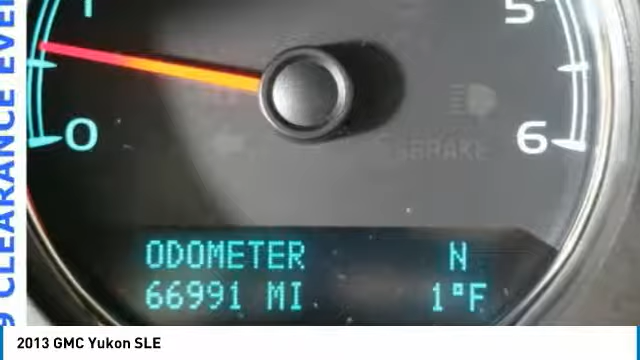 CLEARANCE EVE
1
5
0
6
BRAKE
ODOMETER N
66991 MI 1°F
2013 GMC Yukon SLE